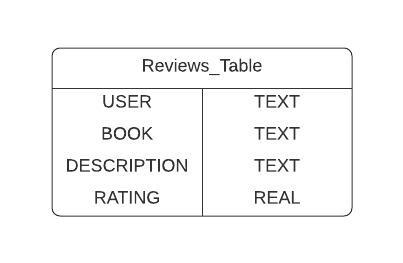 Reviews_Table
USER TEXT
BOOK TEXT
DESCRIPTION TEXT
RATING REAL